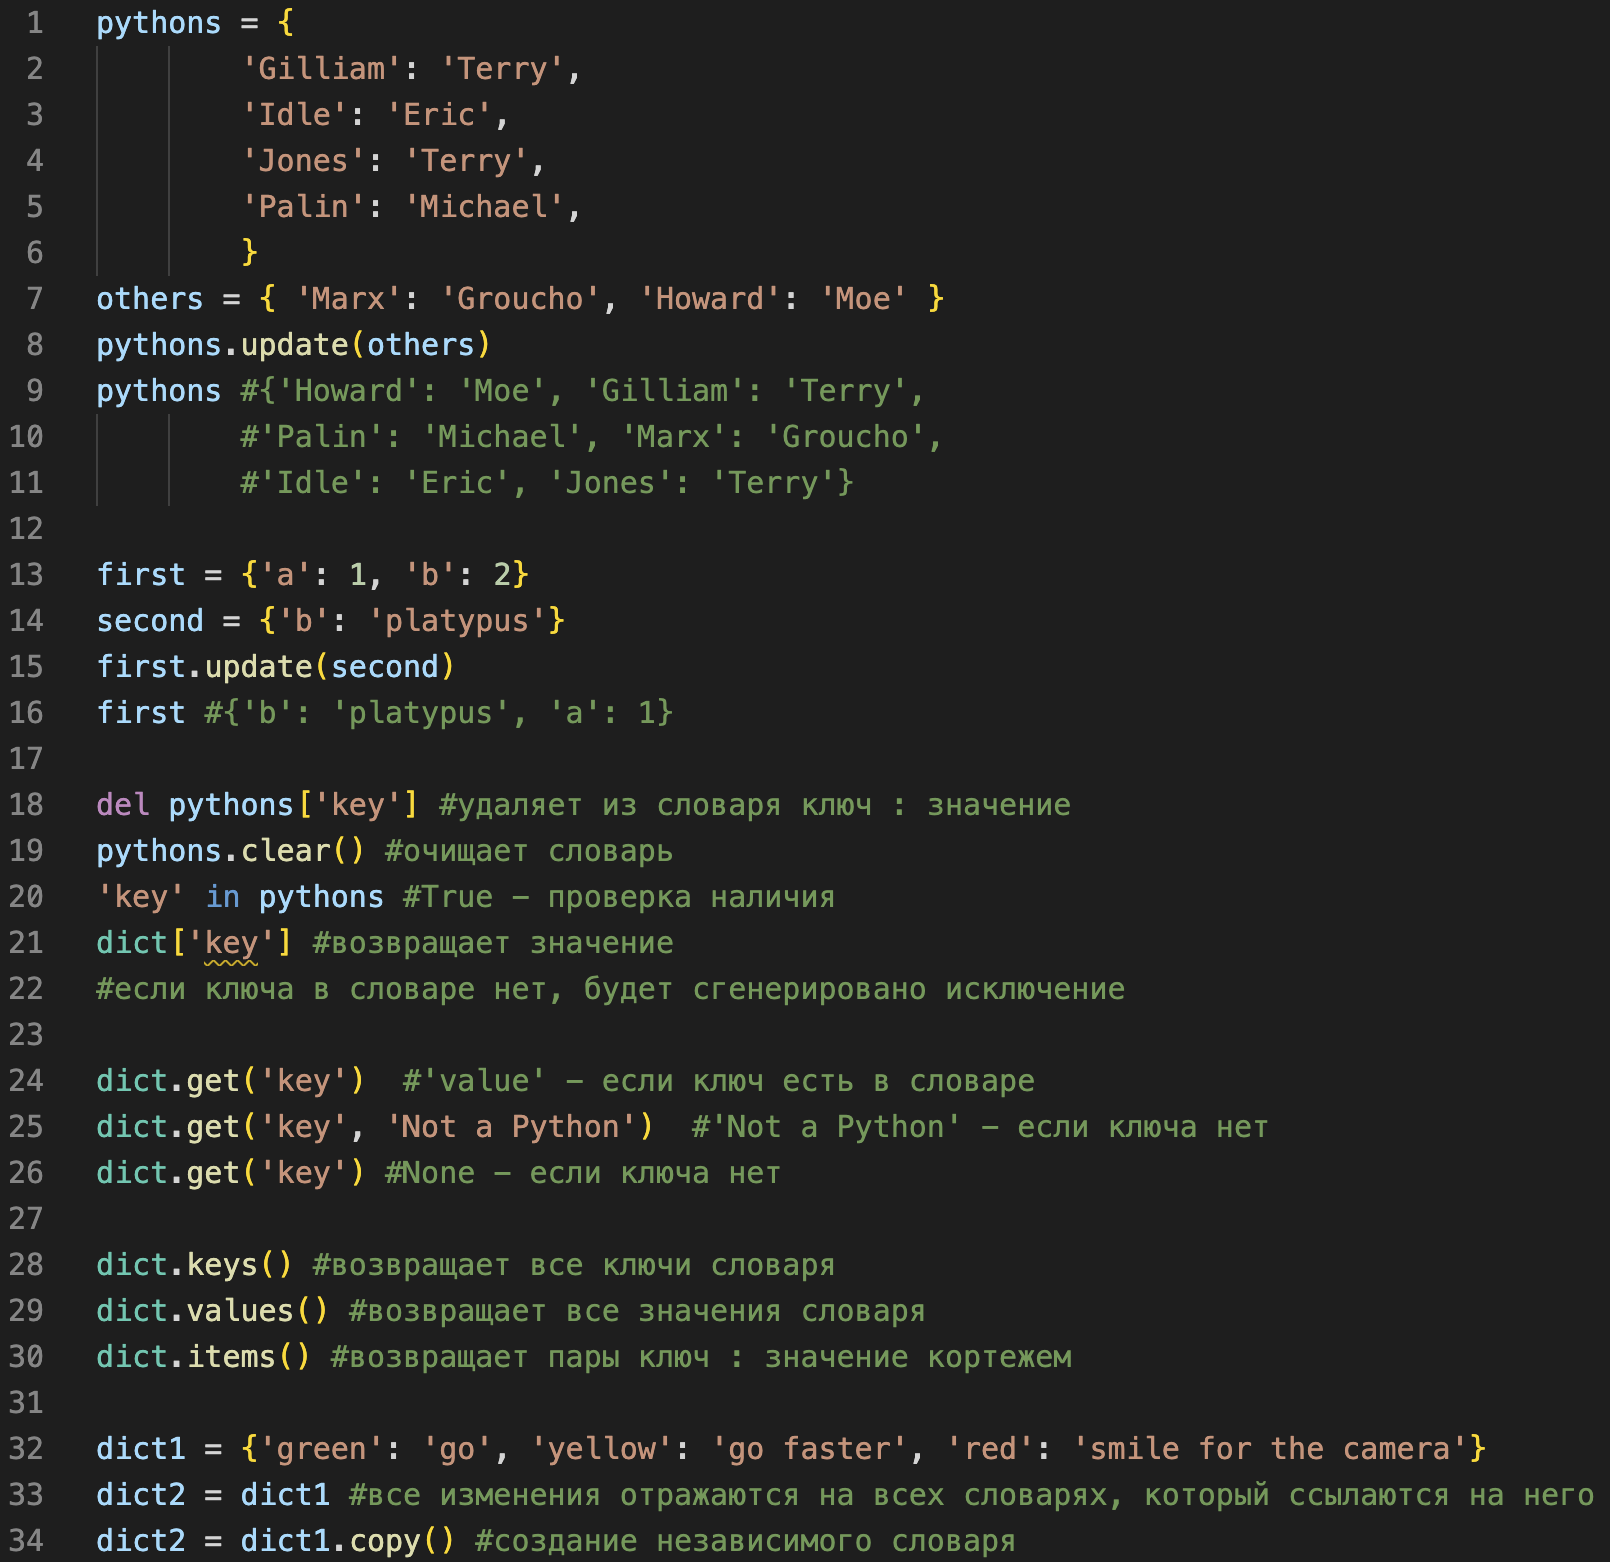 1 pythons = {
2 'Gilliam': 'Terry',
3 'Idle': 'Eric',
4 'Jones': 'Terry',
5 'Palin': 'Michael',
6 }
7 others = { 'Marx': 'Groucho', 'Howard': 'Moe' }
8 pythons.update(others)
9 pythons #{'Howard': 'Moe', 'Gilliam': 'Terry',
10 #'Palin': 'Michael', 'Marx': 'Groucho',
11 #'Idle': 'Eric', 'Jones': 'Terry'}
12
13 first = {'a': 1, 'b': 2}
14 second = {'b': 'platypus'}
15 first.update(second)
16 first #{'b': 'platypus', 'a': 1}
17
18 del pythons['key'] #удаляет из словаря ключ : значение
19 pythons.clear() #очищает словарь
20 'key' in pythons #True – проверка наличия
21 dict['key'] #возвращает значение
22 #если ключа в словаре нет, будет сгенерировано исключение
23
24 dict.get('key')  #'value' – если ключ есть в словаре
25 dict.get('key', 'Not a Python')  #'Not a Python' – если ключа нет
26 dict.get('key') #None – если ключа нет
27
28 dict.keys() #возвращает все ключи словаря
29 dict.values() #возвращает все значения словаря
30 dict.items() #возвращает пары ключ : значение кортежем
31
32 dict1 = {'green': 'go', 'yellow': 'go faster', 'red': 'smile for the camera'}
33 dict2 = dict1 #все изменения отражаются на всех словарях, который ссылаются на него
34 dict2 = dict1.copy() #создание независимого словаря